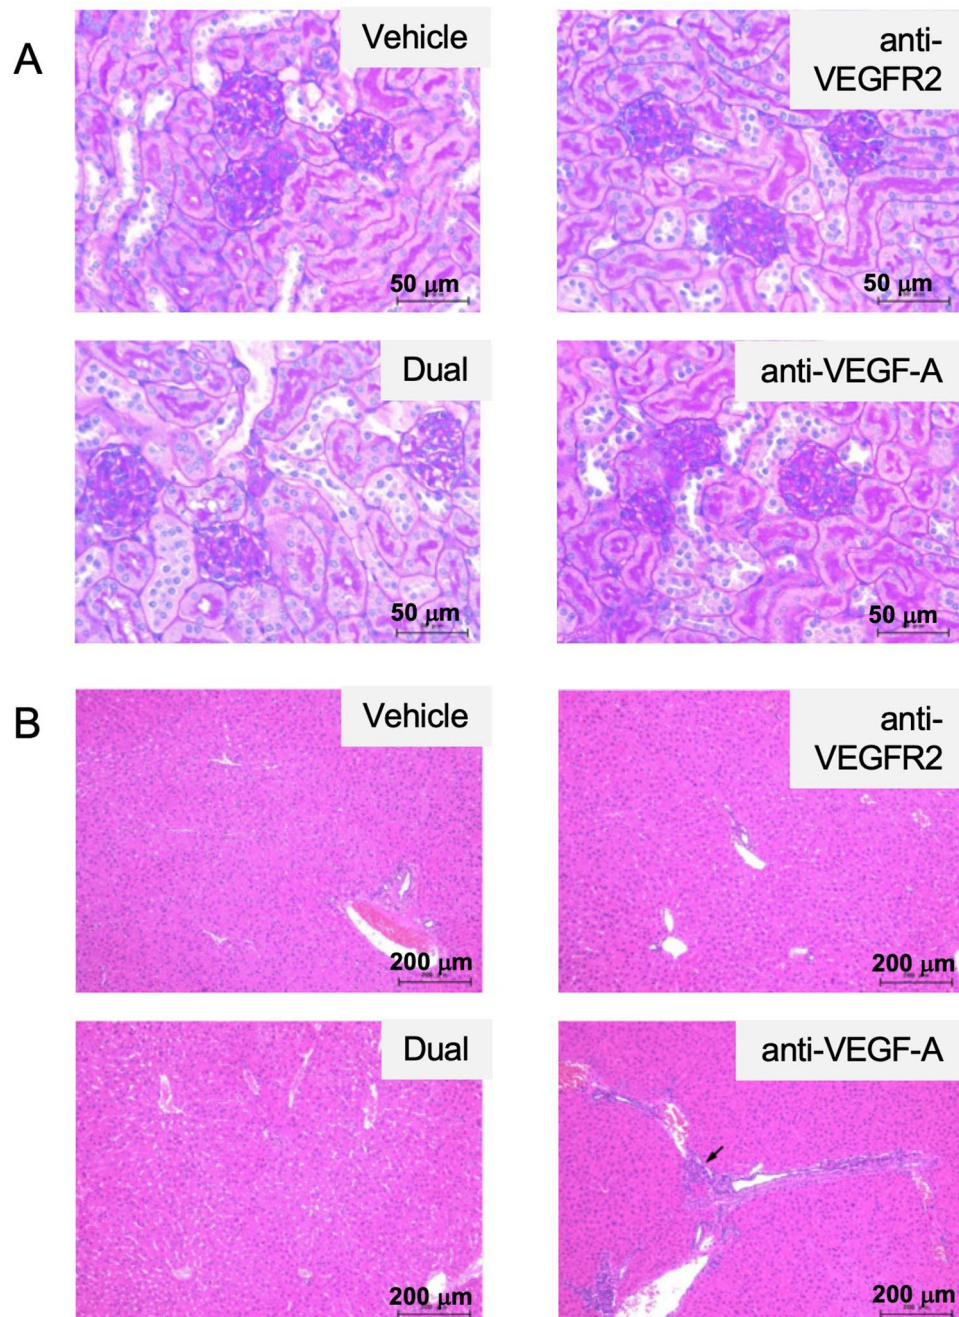 A
Vehicle
50 μm
anti-
VEGFR2
50 μm
Dual
50 μm
anti-VEGF-A
50 μm
B
Vehicle
200 μm
anti-
VEGFR2
200 μm
Dual
200 μm
anti-VEGF-A
200 μm